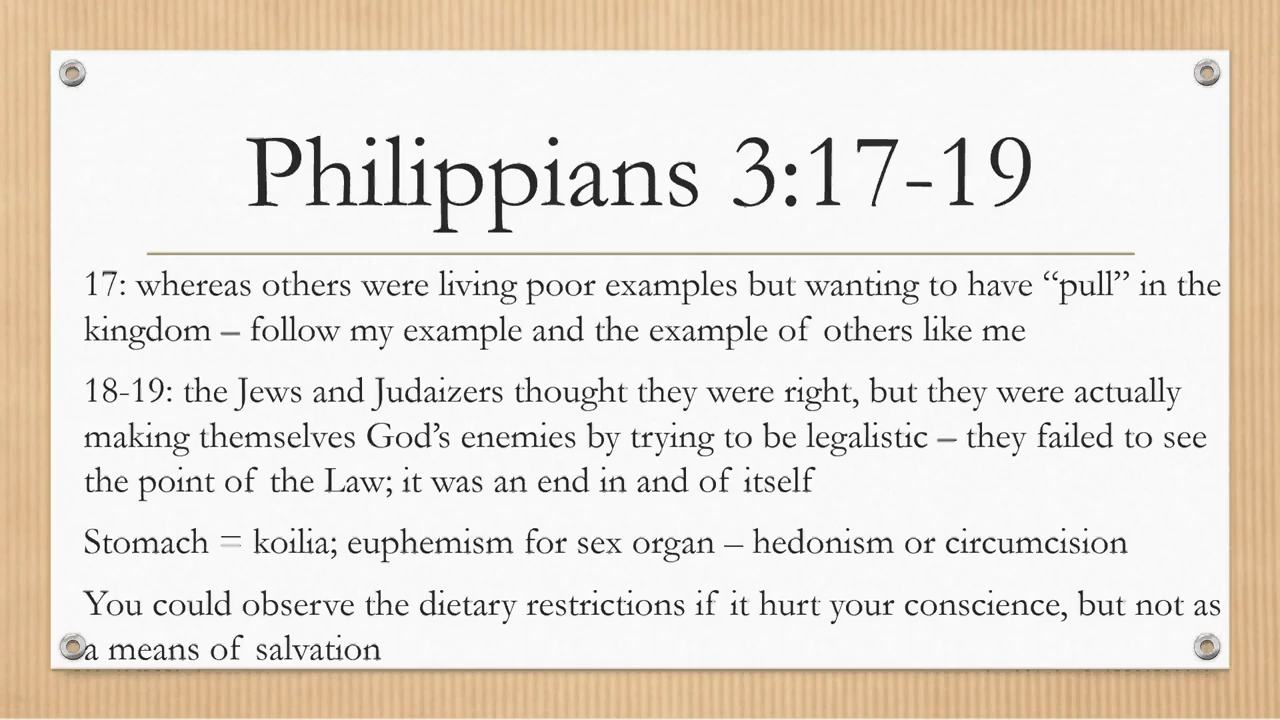 Philippians 3:17-19
17: whereas others were living poor examples but wanting to have “pull” in the
kingdom – follow my example and the example of others like me
18-19: the Jews and Judaizers thought they were right, but they were actually
making themselves God’s enemies by trying to be legalistic – they failed to see
the point of the Law; it was an end in and of itself
Stomach = koilia; euphemism for sex organ – hedonism or circumcision
You could observe the dietary restrictions if it hurt your conscience, but not as
a means of salvation